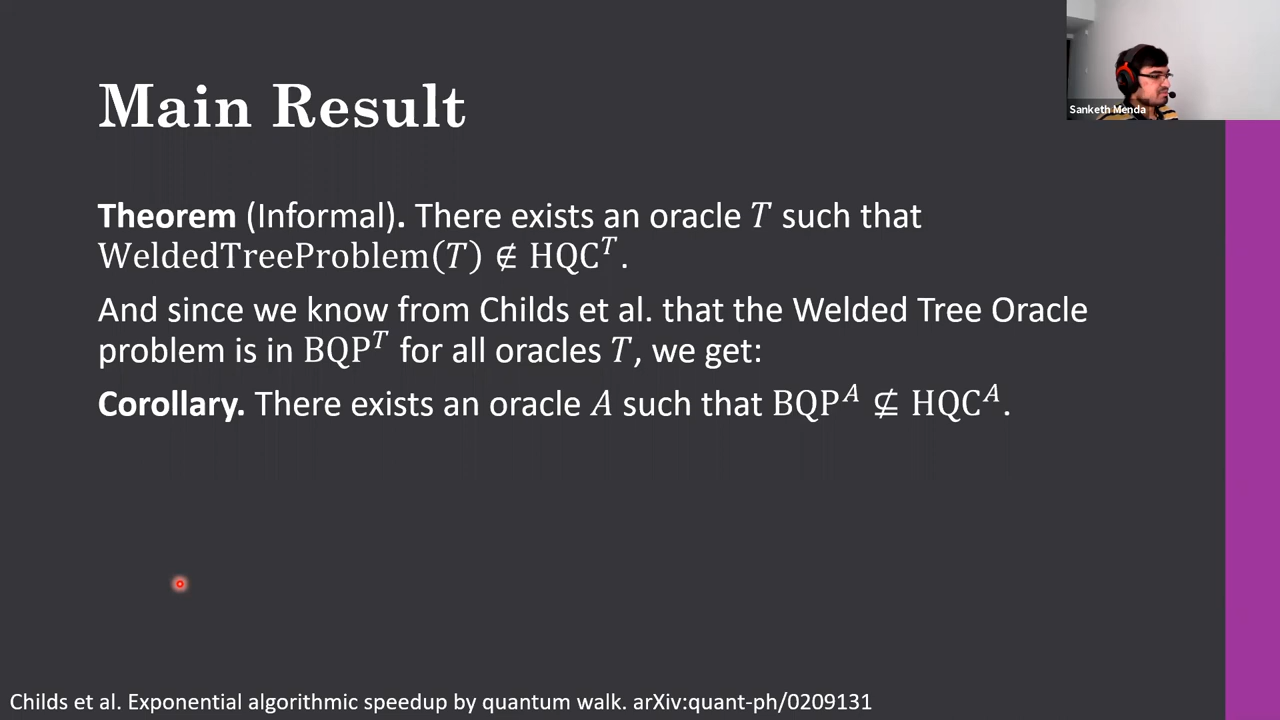 Main Result
Sanketh Menda
Theorem (Informal). There exists an oracle T such that
WeldedTreeProblem(T) ∉ HQC^T.
And since we know from Childs et al. that the Welded Tree Oracle
problem is in BQP^T for all oracles T, we get:
Corollary. There exists an oracle A such that BQP^A ⊈ HQC^A.
Childs et al. Exponential algorithmic speedup by quantum walk. arXiv:quant-ph/0209131